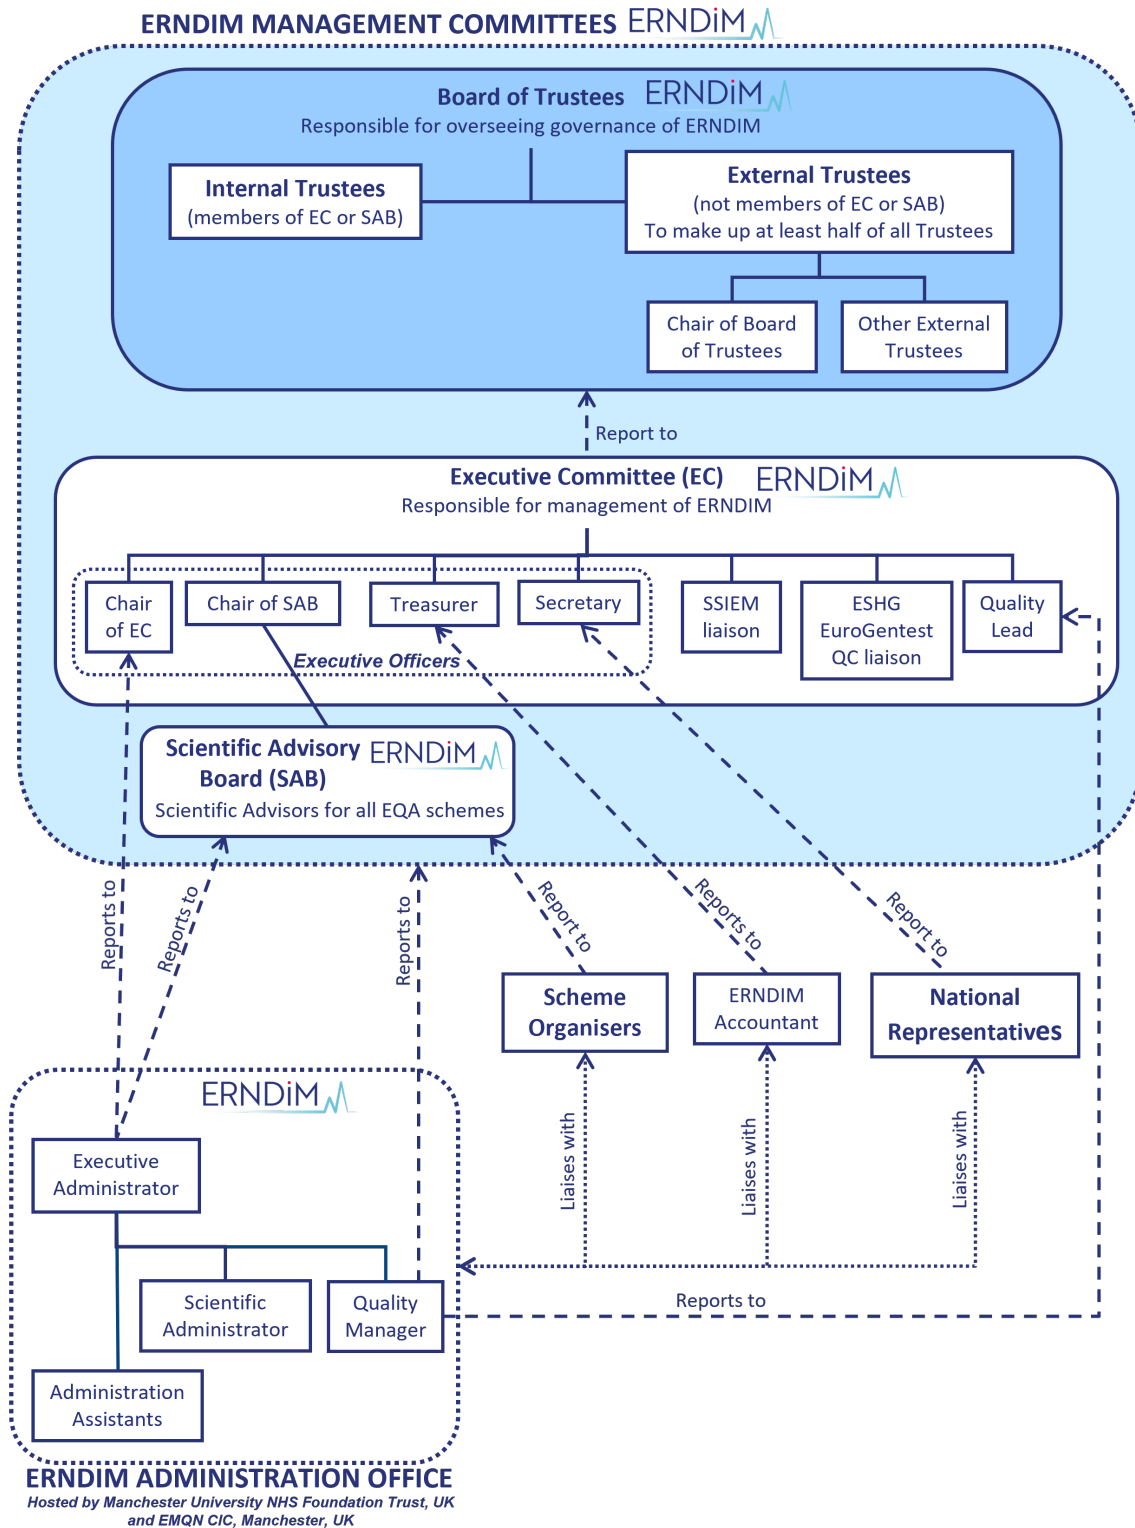 ERNDIM MANAGEMENT COMMITTEES ERNDiM
Board of Trustees ERNDiM
Responsible for overseeing governance of ERNDIM
Internal Trustees
(members of EC or SAB)
External Trustees
(not members of EC or SAB)
To make up at least half of all Trustees
Chair of Board
of Trustees
Other External
Trustees
Report to
Executive Committee (EC) ERNDiM
Responsible for management of ERNDIM
Chair
of EC
Chair of SAB
Treasurer
Secretary
Executive Officers
SSIEM
liaison
ESHG
EuroGentest
QC liaison
Quality
Lead
Scientific Advisory ERNDiM
Board (SAB)
Scientific Advisors for all EQA schemes
Reports to
Reports to
Reports to
Report to
Reports to
Report to
Scheme
Organisers
ERNDIM
Accountant
National
Representatives
Liaises with
Liaises with
Liaises with
ERNDiM
Executive
Administrator
Scientific
Administrator
Quality
Manager
Reports to
Administration
Assistants
ERNDIM ADMINISTRATION OFFICE
Hosted by Manchester University NHS Foundation Trust, UK
and EMQN CIC, Manchester, UK